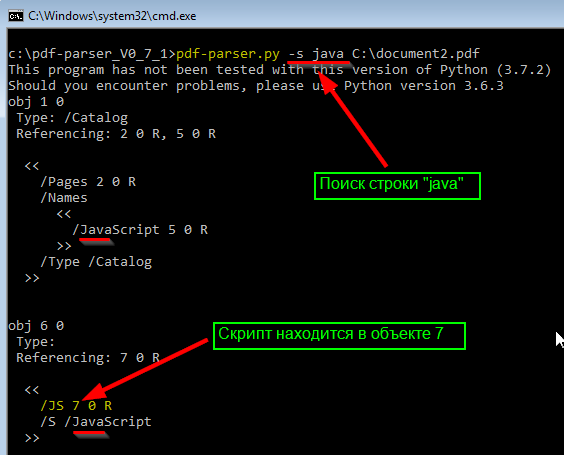 C:\Windows\system32\cmd.exe
c:\pdf-parser_V0_7_1>pdf-parser.py -s java C:\document2.pdf
This program has not been tested with this version of Python (3.7.2)
Should you encounter problems, please use Python version 3.6.3
obj 1 0
Type: /Catalog
Referencing: 2 0 R, 5 0 R
<<
/Pages 2 0 R
Поиск строки "java"
/Names
<<
/JavaScript 5 0 R
>>
/Type /Catalog
>>
obj 6 0
Скрипт находится в объекте 7
Type:
Referencing: 7 0 R
<<
/JS 7 0 R
/S /JavaScript
>>